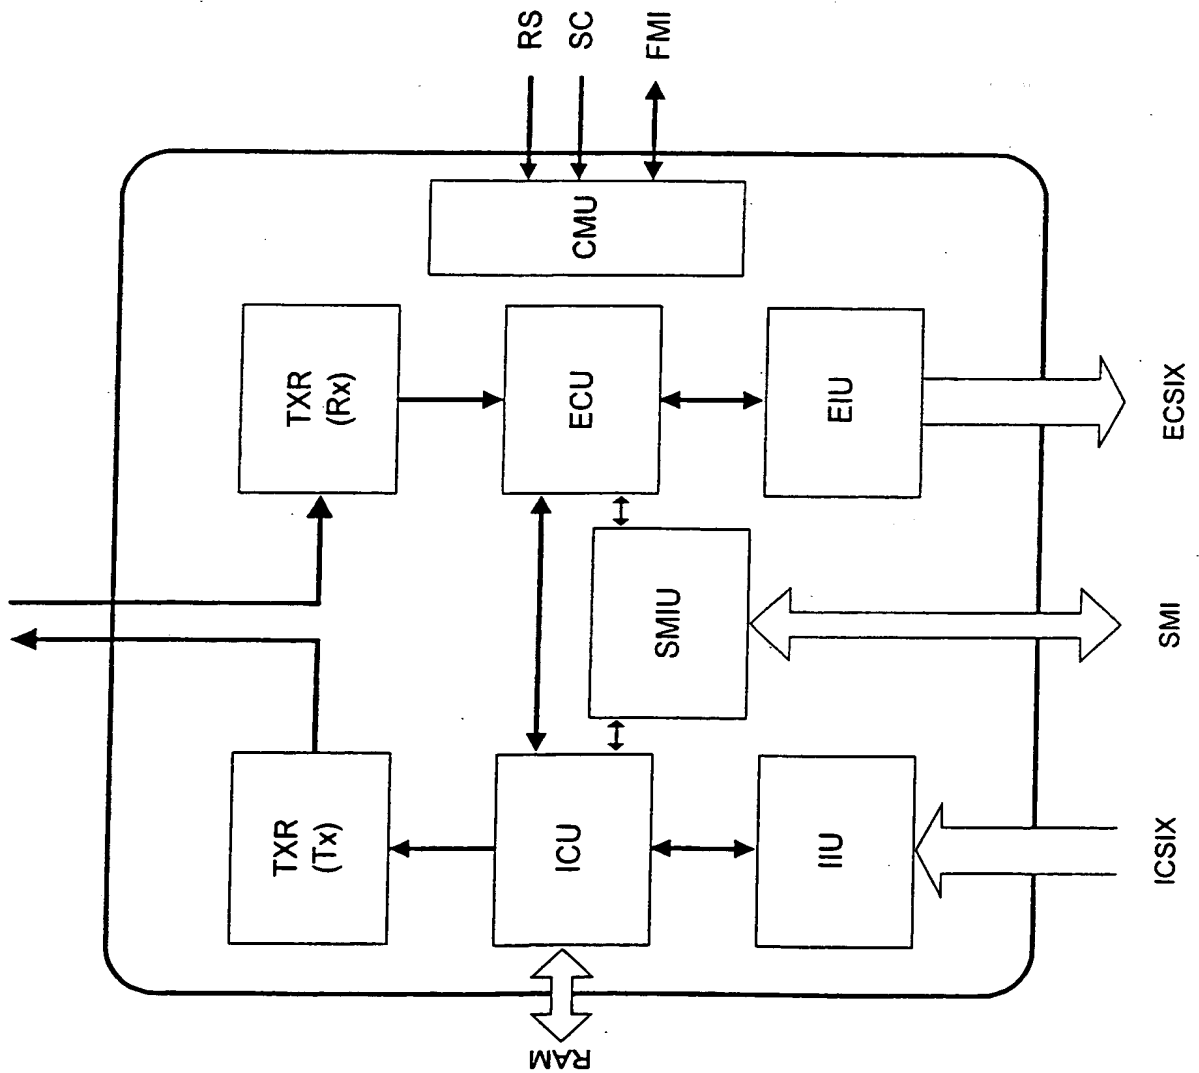 RS
SC
FMI
CMU
TXR
(Rx)
ECU
EIU
ECSIX
SMIU
SMI
TXR
(Tx)
ICU
IIU
ICSIX
RAM